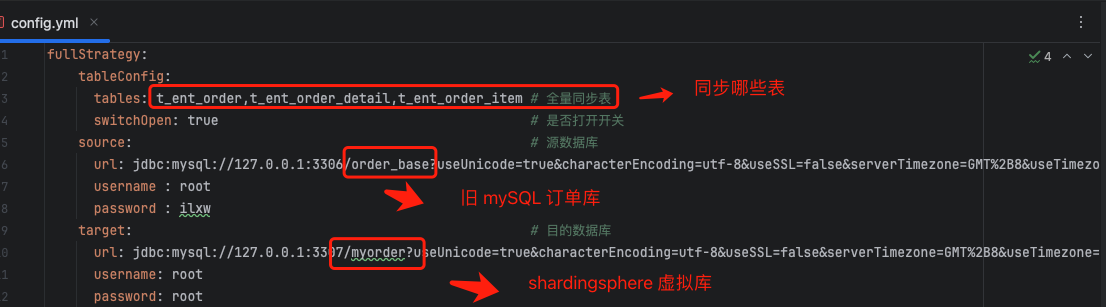 config.yml
1 fullStrategy:
4
2 tableConfig:
3 tables: t_ent_order,t_ent_order_detail,t_ent_order_item # 全量同步表
同步哪些表
4 switchOpen: true # 是否打开开关
5 source: # 源数据库
6 url: jdbc:mysql://127.0.0.1:3306/order_base?useUnicode=true&characterEncoding=utf-8&useSSL=false&serverTimezone=GMT%2B8&useTimezo
7 username : root
旧 mySQL 订单库
8 password : ilxw
9 target: # 目的数据库
0 url: jdbc:mysql://127.0.0.1:3307/myorder?useUnicode=true&characterEncoding=utf-8&useSSL=false&serverTimezone=GMT%2B8&useTimezone=
1 username: root
shardingsphere 虚拟库
2 password: root